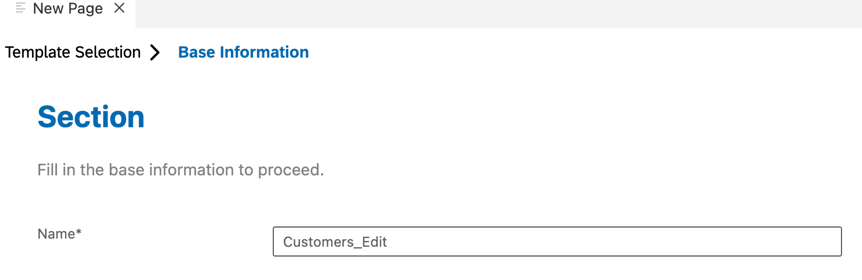 New Page
Template Selection Base Information
Section
Fill in the base information to proceed.
Name* Customers_Edit